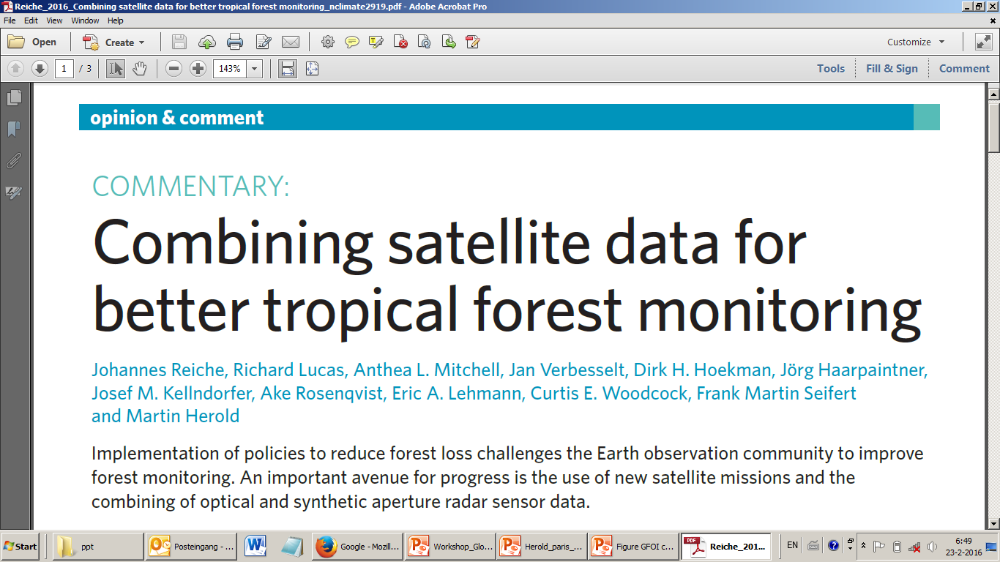 Reiche_2016_Combining satellite data for better tropical forest monitoring_nclimate2919.pdf - Adobe Acrobat Pro
File Edit View Window Help
Open Create Customize
1 / 3 143% Tools Fill & Sign Comment
opinion & comment
COMMENTARY:
Combining satellite data for
better tropical forest monitoring
Johannes Reiche, Richard Lucas, Anthea L. Mitchell, Jan Verbesselt, Dirk H. Hoekman, Jörg Haarpaintner,
Josef M. Kellndorfer, Ake Rosenqvist, Eric A. Lehmann, Curtis E. Woodcock, Frank Martin Seifert
and Martin Herold
Implementation of policies to reduce forest loss challenges the Earth observation community to improve
forest monitoring. An important avenue for progress is the use of new satellite missions and the
combining of optical and synthetic aperture radar sensor data.
Start ppt Posteingang - ... Google - Mozill... Workshop_Glo... Herold_paris_... Figure GFOI c... Reiche_201... EN 6:49
23-2-2016